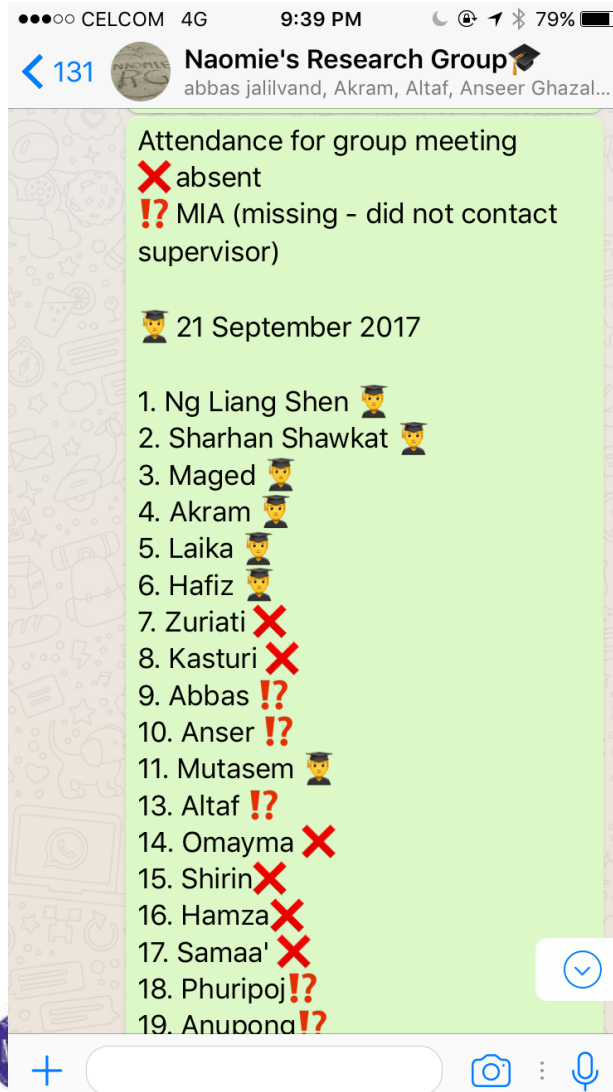 CELCOM 4G 9:39 PM 79%
131
Naomie's Research Group🎓
abbas jalilvand, Akram, Altaf, Anseer Ghazal...
NAOMIE
RG
Attendance for group meeting
❌absent
⁉️ MIA (missing - did not contact
supervisor)
👨‍🎓 21 September 2017
1. Ng Liang Shen 👨‍🎓
2. Sharhan Shawkat 👨‍🎓
3. Maged 👨‍🎓
4. Akram 👨‍🎓
5. Laika 👨‍🎓
6. Hafiz 👨‍🎓
7. Zuriati ❌
8. Kasturi ❌
9. Abbas ⁉️
10. Anser ⁉️
11. Mutasem 👨‍🎓
13. Altaf ⁉️
14. Omayma ❌
15. Shirin❌
16. Hamza❌
17. Samaa' ❌
18. Phuripoj⁉️
19. Anupong⁉️